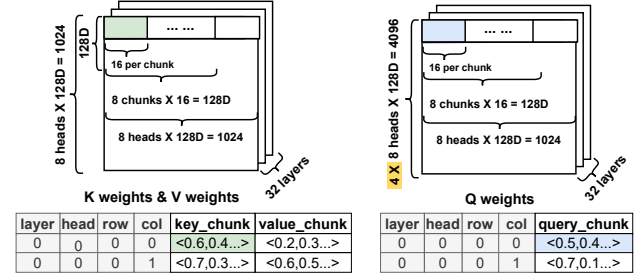 8 heads X 128D = 1024
128D
... ...
16 per chunk
8 chunks X 16 = 128D
8 heads X 128D = 1024
32 layers
K weights & V weights
layer head row col key_chunk value_chunk
0 0 0 0 <0.6,0.4...> <0.2,0.3...>
0 0 0 1 <0.7,0.3...> <0.6,0.5...>
4 X 8 heads X 128D = 4096
... ...
16 per chunk
8 chunks X 16 = 128D
8 heads X 128D = 1024
32 layers
Q weights
layer head row col query_chunk
0 0 0 0 <0.5,0.4...>
0 0 0 1 <0.7,0.1...>